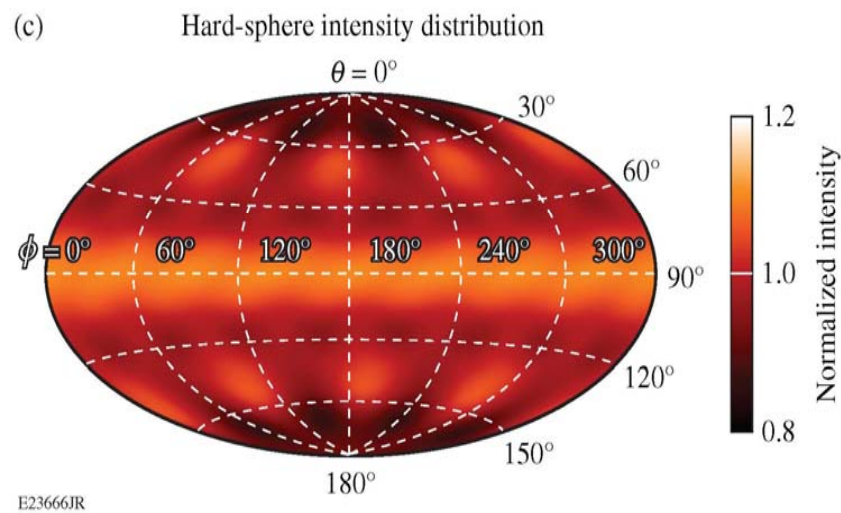 (c)
Hard-sphere intensity distribution
θ = 0°
30°
60°
ϕ = 0° 60° 120° 180° 240° 300°
90°
120°
150°
180°
1.2
1.0
0.8
Normalized intensity
E23666JR